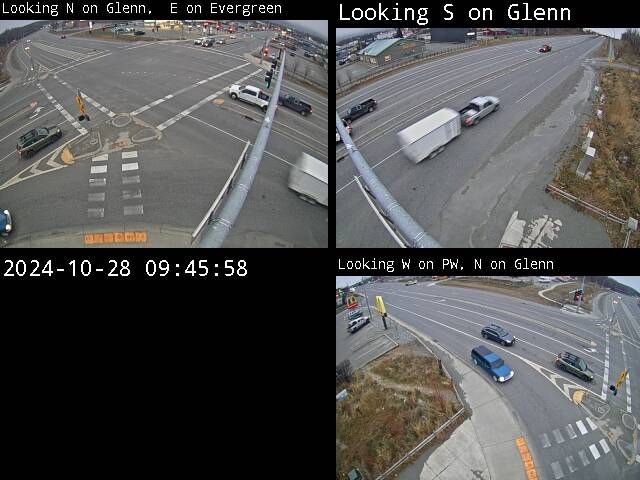 Looking N on Glenn,  E on Evergreen
Looking S on Glenn
2024-10-28 09:45:58
Looking W on PW, N on Glenn